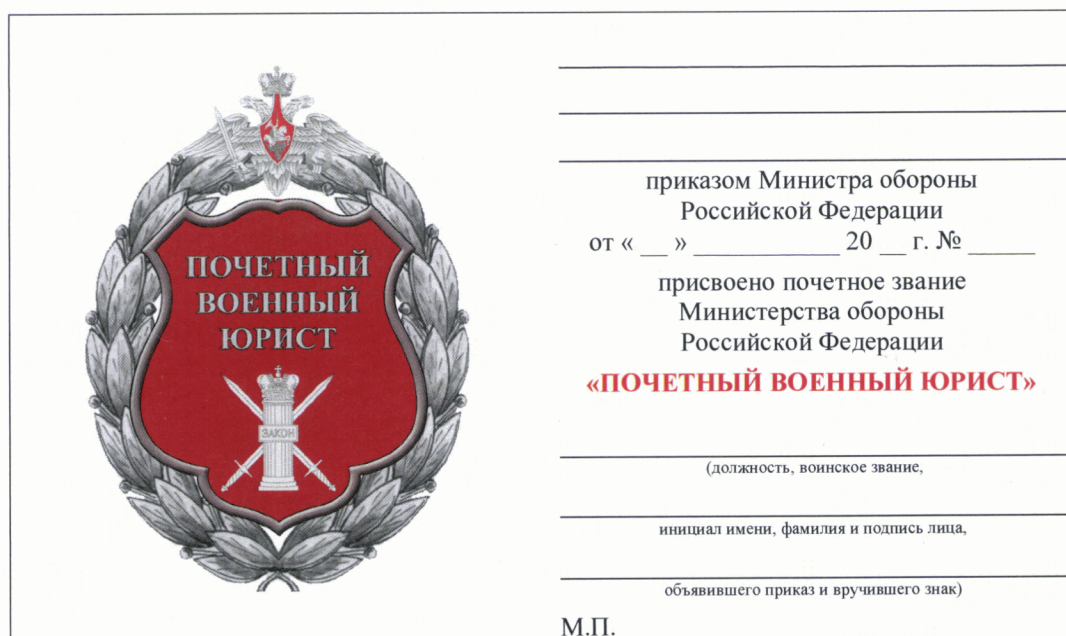 ПОЧЕТНЫЙ
ВОЕННЫЙ
ЮРИСТ
ЗАКОН
приказом Министра обороны
Российской Федерации
от « __ » ____________ 20 __ г. № _____
присвоено почетное звание
Министерства обороны
Российской Федерации
«ПОЧЕТНЫЙ ВОЕННЫЙ ЮРИСТ»
(должность, воинское звание,
инициал имени, фамилия и подпись лица,
объявившего приказ и вручившего знак)
М.П.